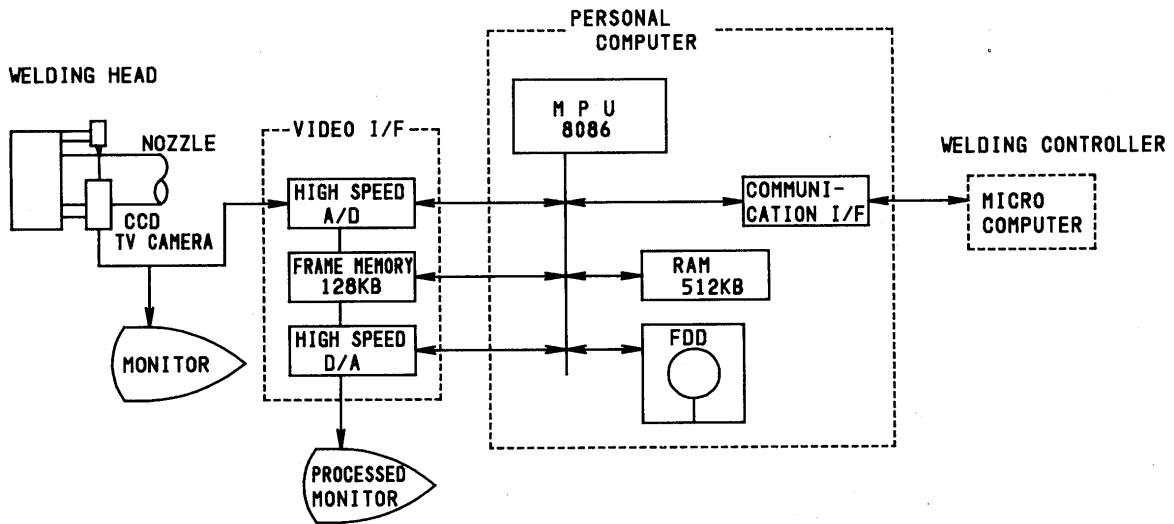 PERSONAL
COMPUTER
WELDING HEAD
M P U
8086
VIDEO I/F
NOZZLE
WELDING CONTROLLER
HIGH SPEED
A/D
COMMUNI-
CATION I/F
MICRO
COMPUTER
CCD
TV CAMERA
FRAME MEMORY
128KB
RAM
512KB
HIGH SPEED
D/A
FDD
MONITOR
PROCESSED
MONITOR